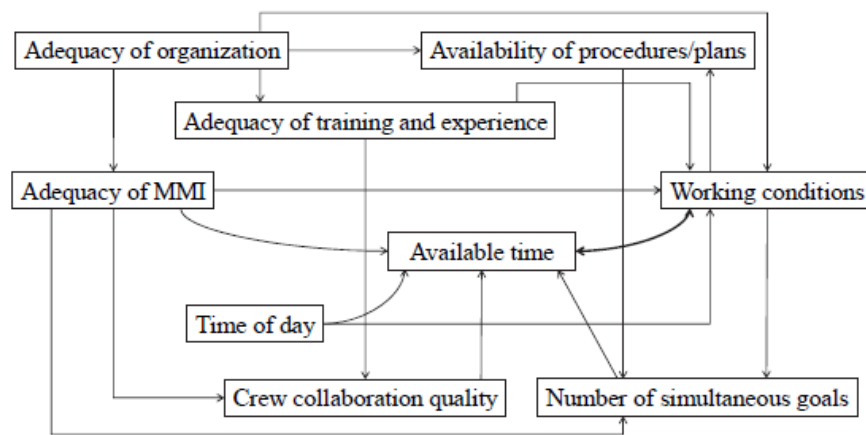 Adequacy of organization
Availability of procedures/plans
Adequacy of training and experience
Adequacy of MMI
Working conditions
Available time
Time of day
Crew collaboration quality
Number of simultaneous goals